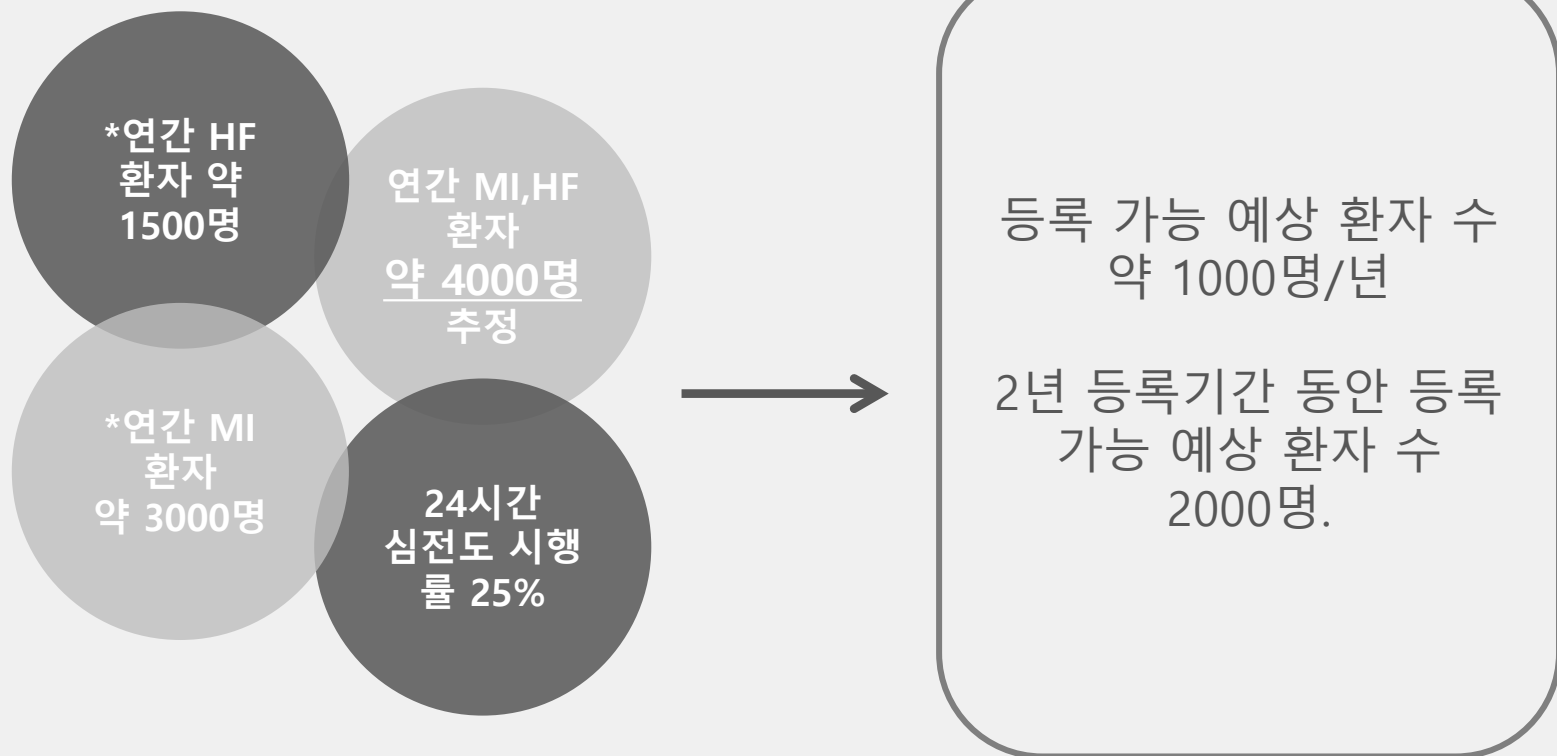 *연간 HF
환자 약
1500명
연간 MI,HF
환자
약 4000명
추정
*연간 MI
환자
약 3000명
24시간
심전도 시행
률 25%
등록 가능 예상 환자 수
약 1000명/년
2년 등록기간 동안 등록
가능 예상 환자 수
2000명.